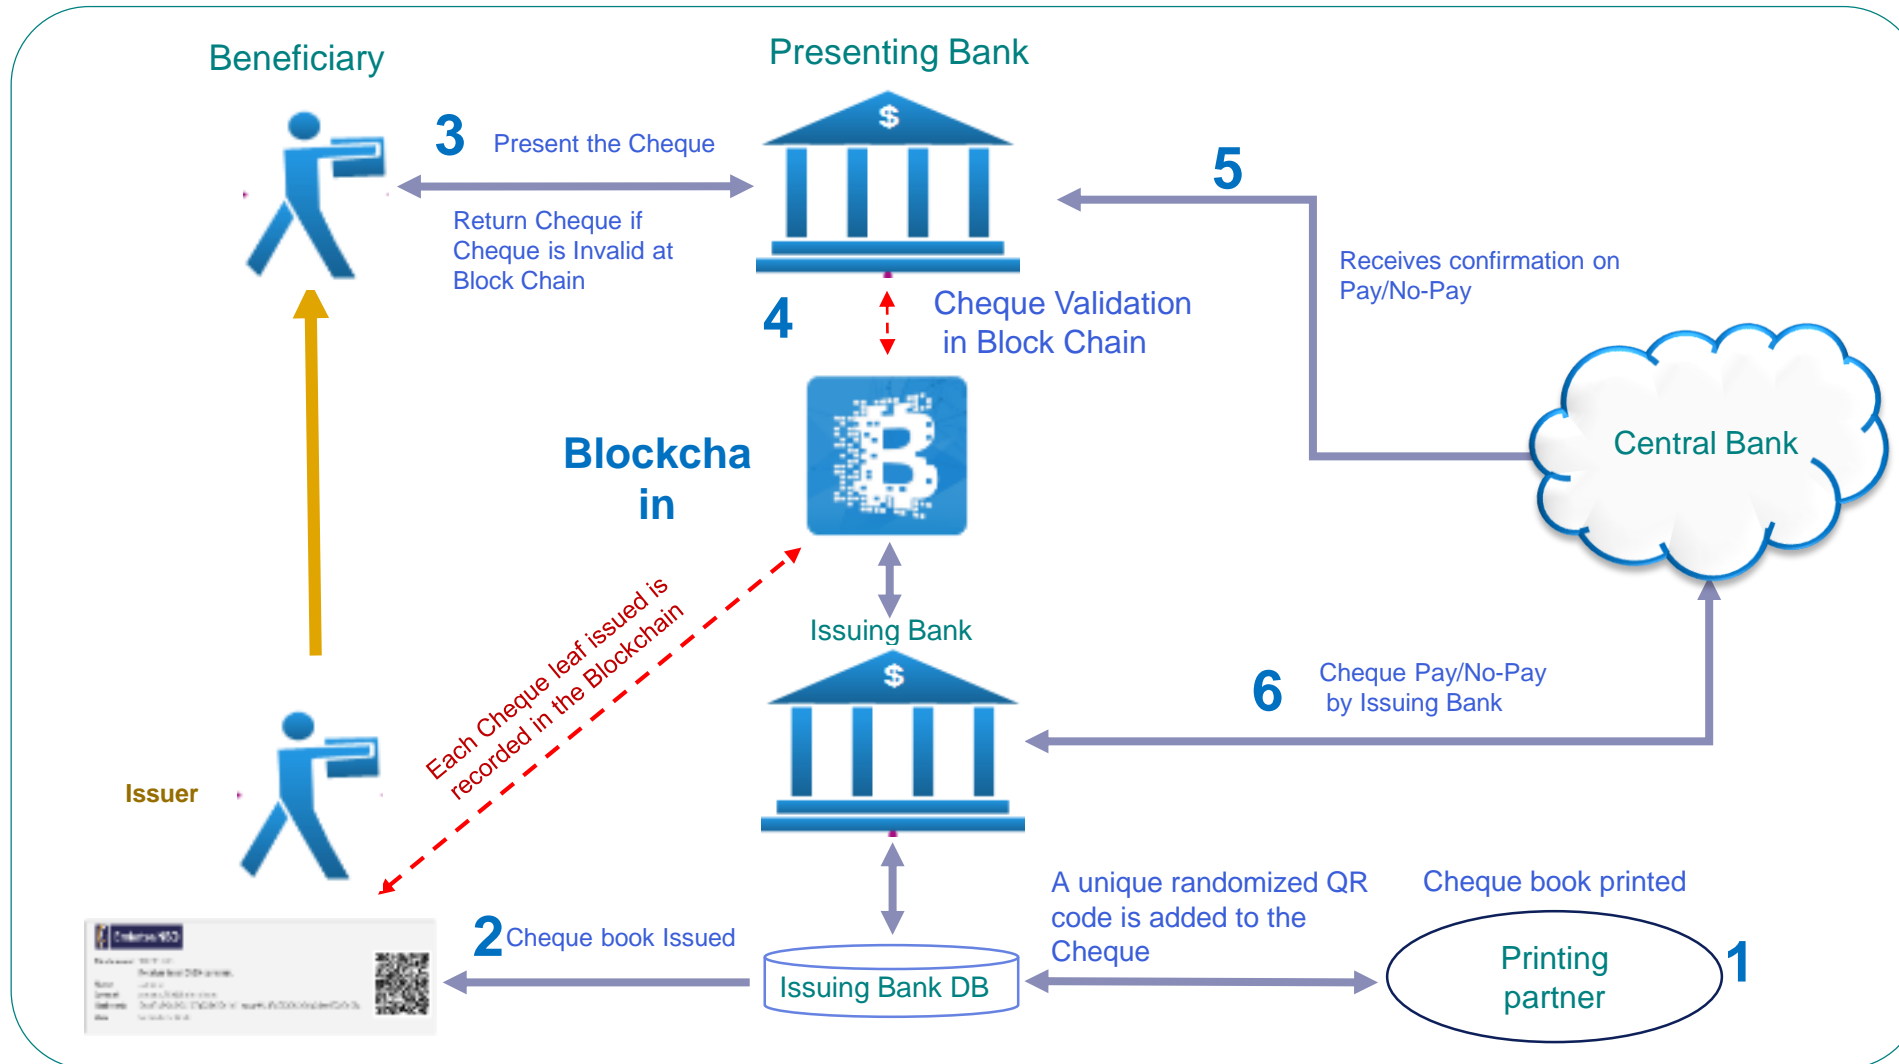 Beneficiary
Presenting Bank
3
Present the Cheque
Return Cheque if
Cheque is Invalid at
Block Chain
$
5
Receives confirmation on
Pay/No-Pay
4
Cheque Validation
in Block Chain
Blockcha
in
Central Bank
Each Cheque leaf issued is
recorded in the Blockchain
Issuing Bank
$
6
Cheque Pay/No-Pay
by Issuing Bank
Issuer
2
Cheque book Issued
Issuing Bank DB
A unique randomized QR
code is added to the
Cheque
Cheque book printed
Printing
partner
1
Emirates NBD